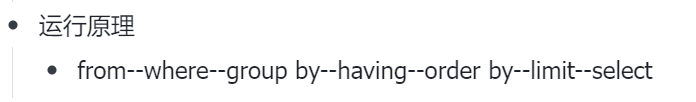 运行原理
from--where--group by--having--order by--limit--select